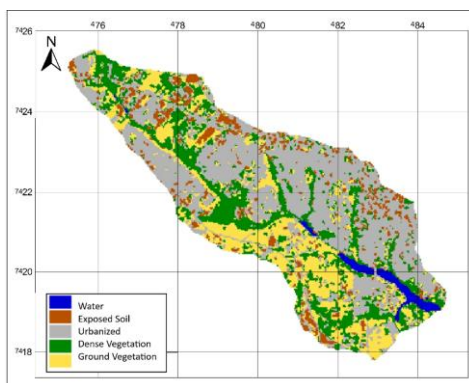 476 478 480 482 484
7426
N
7424
7422
7420
7418
Water
Exposed Soil
Urbanized
Dense Vegetation
Ground Vegetation